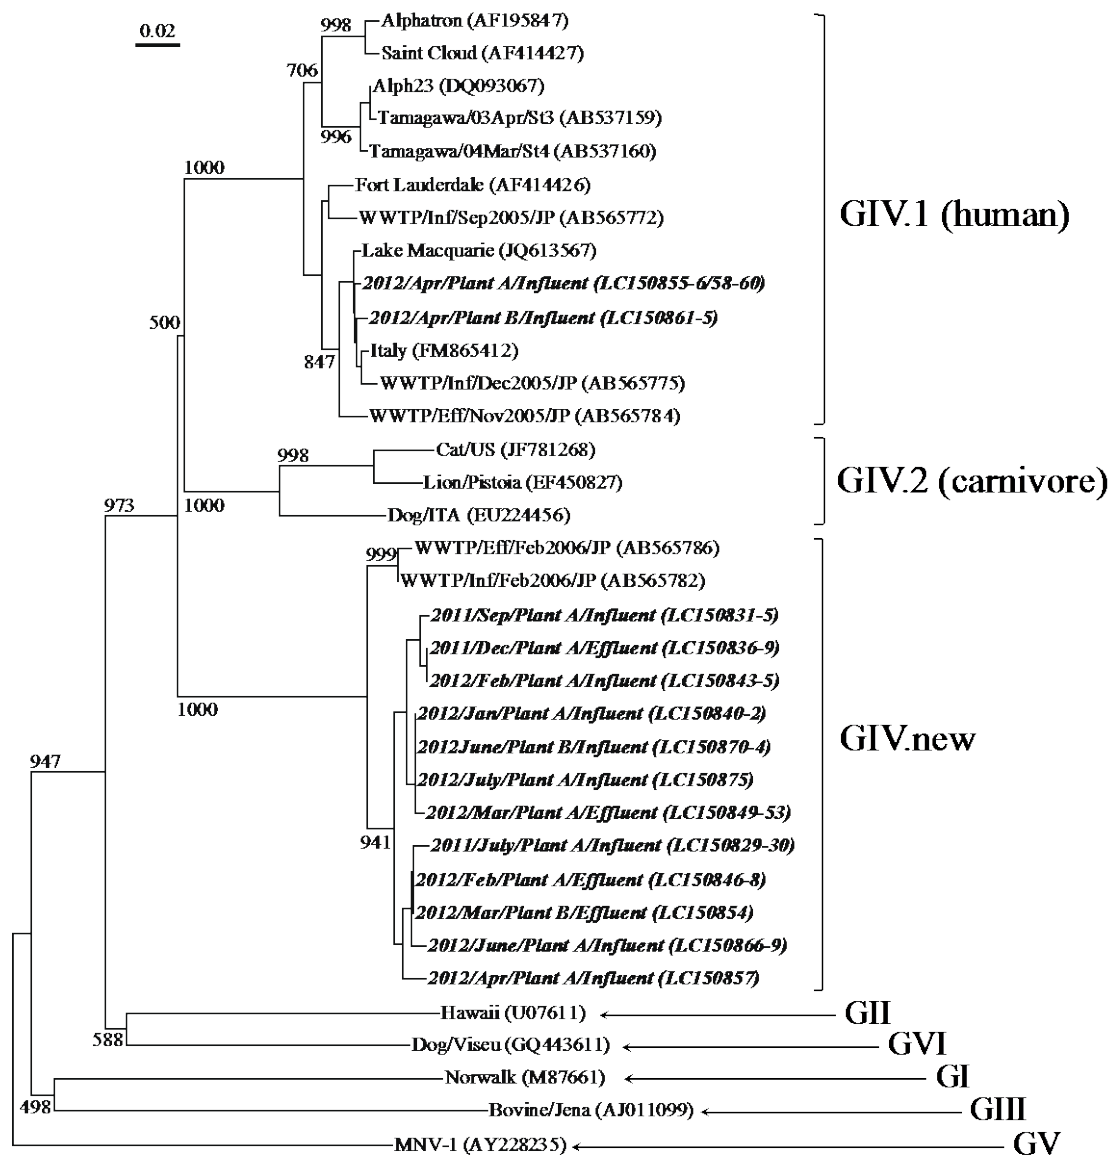 0.02
998
Alphatron (AF195847)
Saint Cloud (AF414427)
706
Alph23 (DQ093067)
Tamagawa/03Apr/St3 (AB537159)
996
Tamagawa/04Mar/St4 (AB537160)
1000
Fort Lauderdale (AF414426)
WWTP/Inf/Sep2005/JP (AB565772)
GIV.1 (human)
Lake Macquarie (JQ613567)
2012/Apr/Plant A/Influent (LC150855-6/58-60)
2012/Apr/Plant B/Influent (LC150861-5)
500
Italy (FM865412)
847
WWTP/Inf/Dec2005/JP (AB565775)
WWTP/Eff/Nov2005/JP (AB565784)
Cat/US (JF781268)
998
Lion/Pistoia (EF450827)
GIV.2 (carnivore)
973
1000
Dog/ITA (EU224456)
WWTP/Eff/Feb2006/JP (AB565786)
999
WWTP/Inf/Feb2006/JP (AB565782)
2011/Sep/Plant A/Influent (LC150831-5)
2011/Dec/Plant A/Effluent (LC150836-9)
2012/Feb/Plant A/Influent (LC150843-5)
1000
2012/Jan/Plant A/Influent (LC150840-2)
2012June/Plant B/Influent (LC150870-4)
GIV.new
947
2012/July/Plant A/Influent (LC150875)
2012/Mar/Plant A/Effluent (LC150849-53)
941
2011/July/Plant A/Influent (LC150829-30)
2012/Feb/Plant A/Effluent (LC150846-8)
2012/Mar/Plant B/Effluent (LC150854)
2012/June/Plant A/Influent (LC150866-9)
2012/Apr/Plant A/Influent (LC150857)
Hawaii (U07611)
GII
588
Dog/Viseu (GQ443611)
GVI
Norwalk (M87661)
GI
498
Bovine/Jena (AJ011099)
GIII
MNV-1 (AY228235)
GV